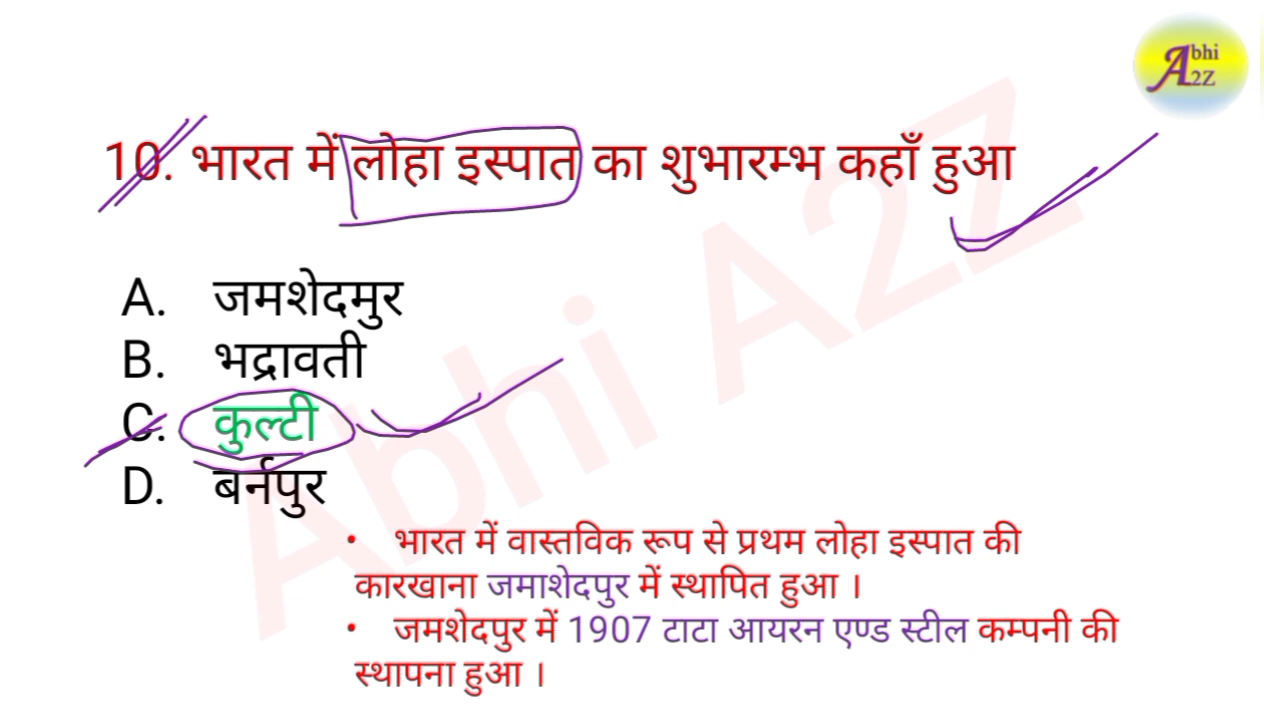 Abhi
A2Z
10. भारत में लोहा इस्पात का शुभारम्भ कहाँ हुआ
A. जमशेदमुर
B. भद्रावती
C. कुल्टी
D. बर्नपुर
• भारत में वास्तविक रूप से प्रथम लोहा इस्पात की
कारखाना जमाशेदपुर में स्थापित हुआ ।
• जमशेदपुर में 1907 टाटा आयरन एण्ड स्टील कम्पनी की
स्थापना हुआ ।
Abhi A2Z